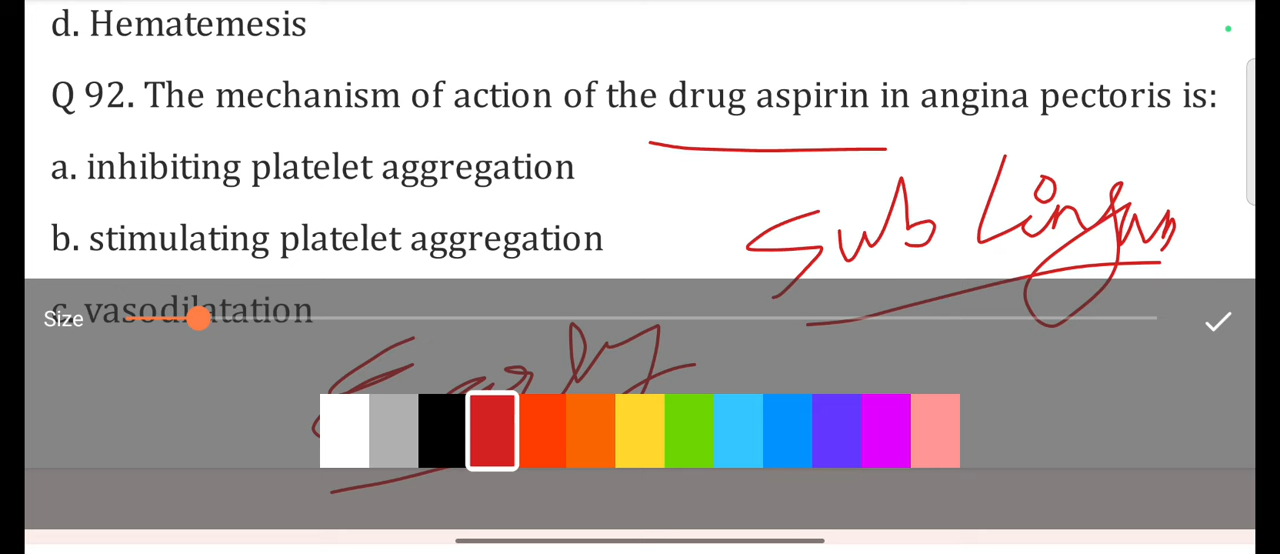 d. Hematemesis
Q 92. The mechanism of action of the drug aspirin in angina pectoris is:
a. inhibiting platelet aggregation
Sub
b. stimulating platelet aggregation
c. vasodilatation
Size